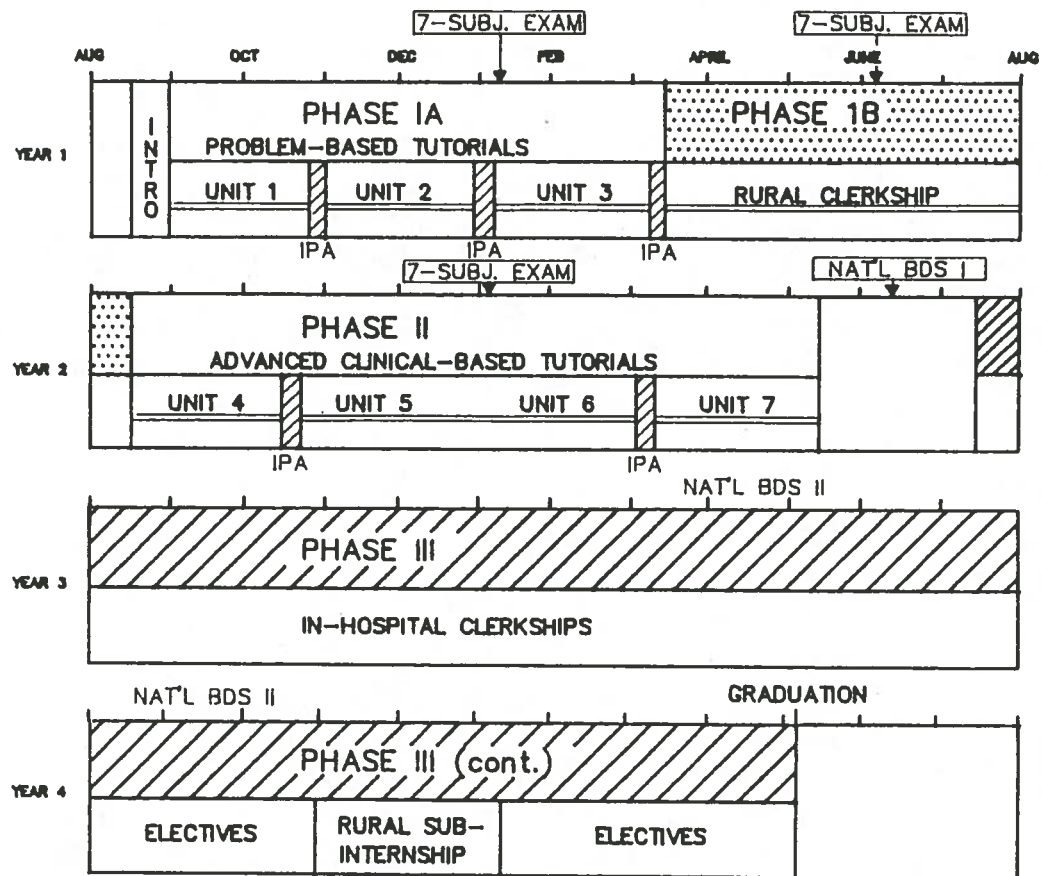 7-SUBJ. EXAM 7-SUBJ. EXAM
AUG OCT DEC FEB APRIL JUNE AUG
YEAR 1
INTRO
PHASE IA
PROBLEM-BASED TUTORIALS
PHASE 1B
UNIT 1 UNIT 2 UNIT 3 RURAL CLERKSHIP
IPA IPA IPA
7-SUBJ. EXAM NAT'L BDS I
YEAR 2
PHASE II
ADVANCED CLINICAL-BASED TUTORIALS
UNIT 4 UNIT 5 UNIT 6 UNIT 7
IPA IPA
NAT'L BDS II
YEAR 3
PHASE III
IN-HOSPITAL CLERKSHIPS
NAT'L BDS II GRADUATION
YEAR 4
PHASE III (cont.)
ELECTIVES RURAL SUB-
INTERNSHIP ELECTIVES